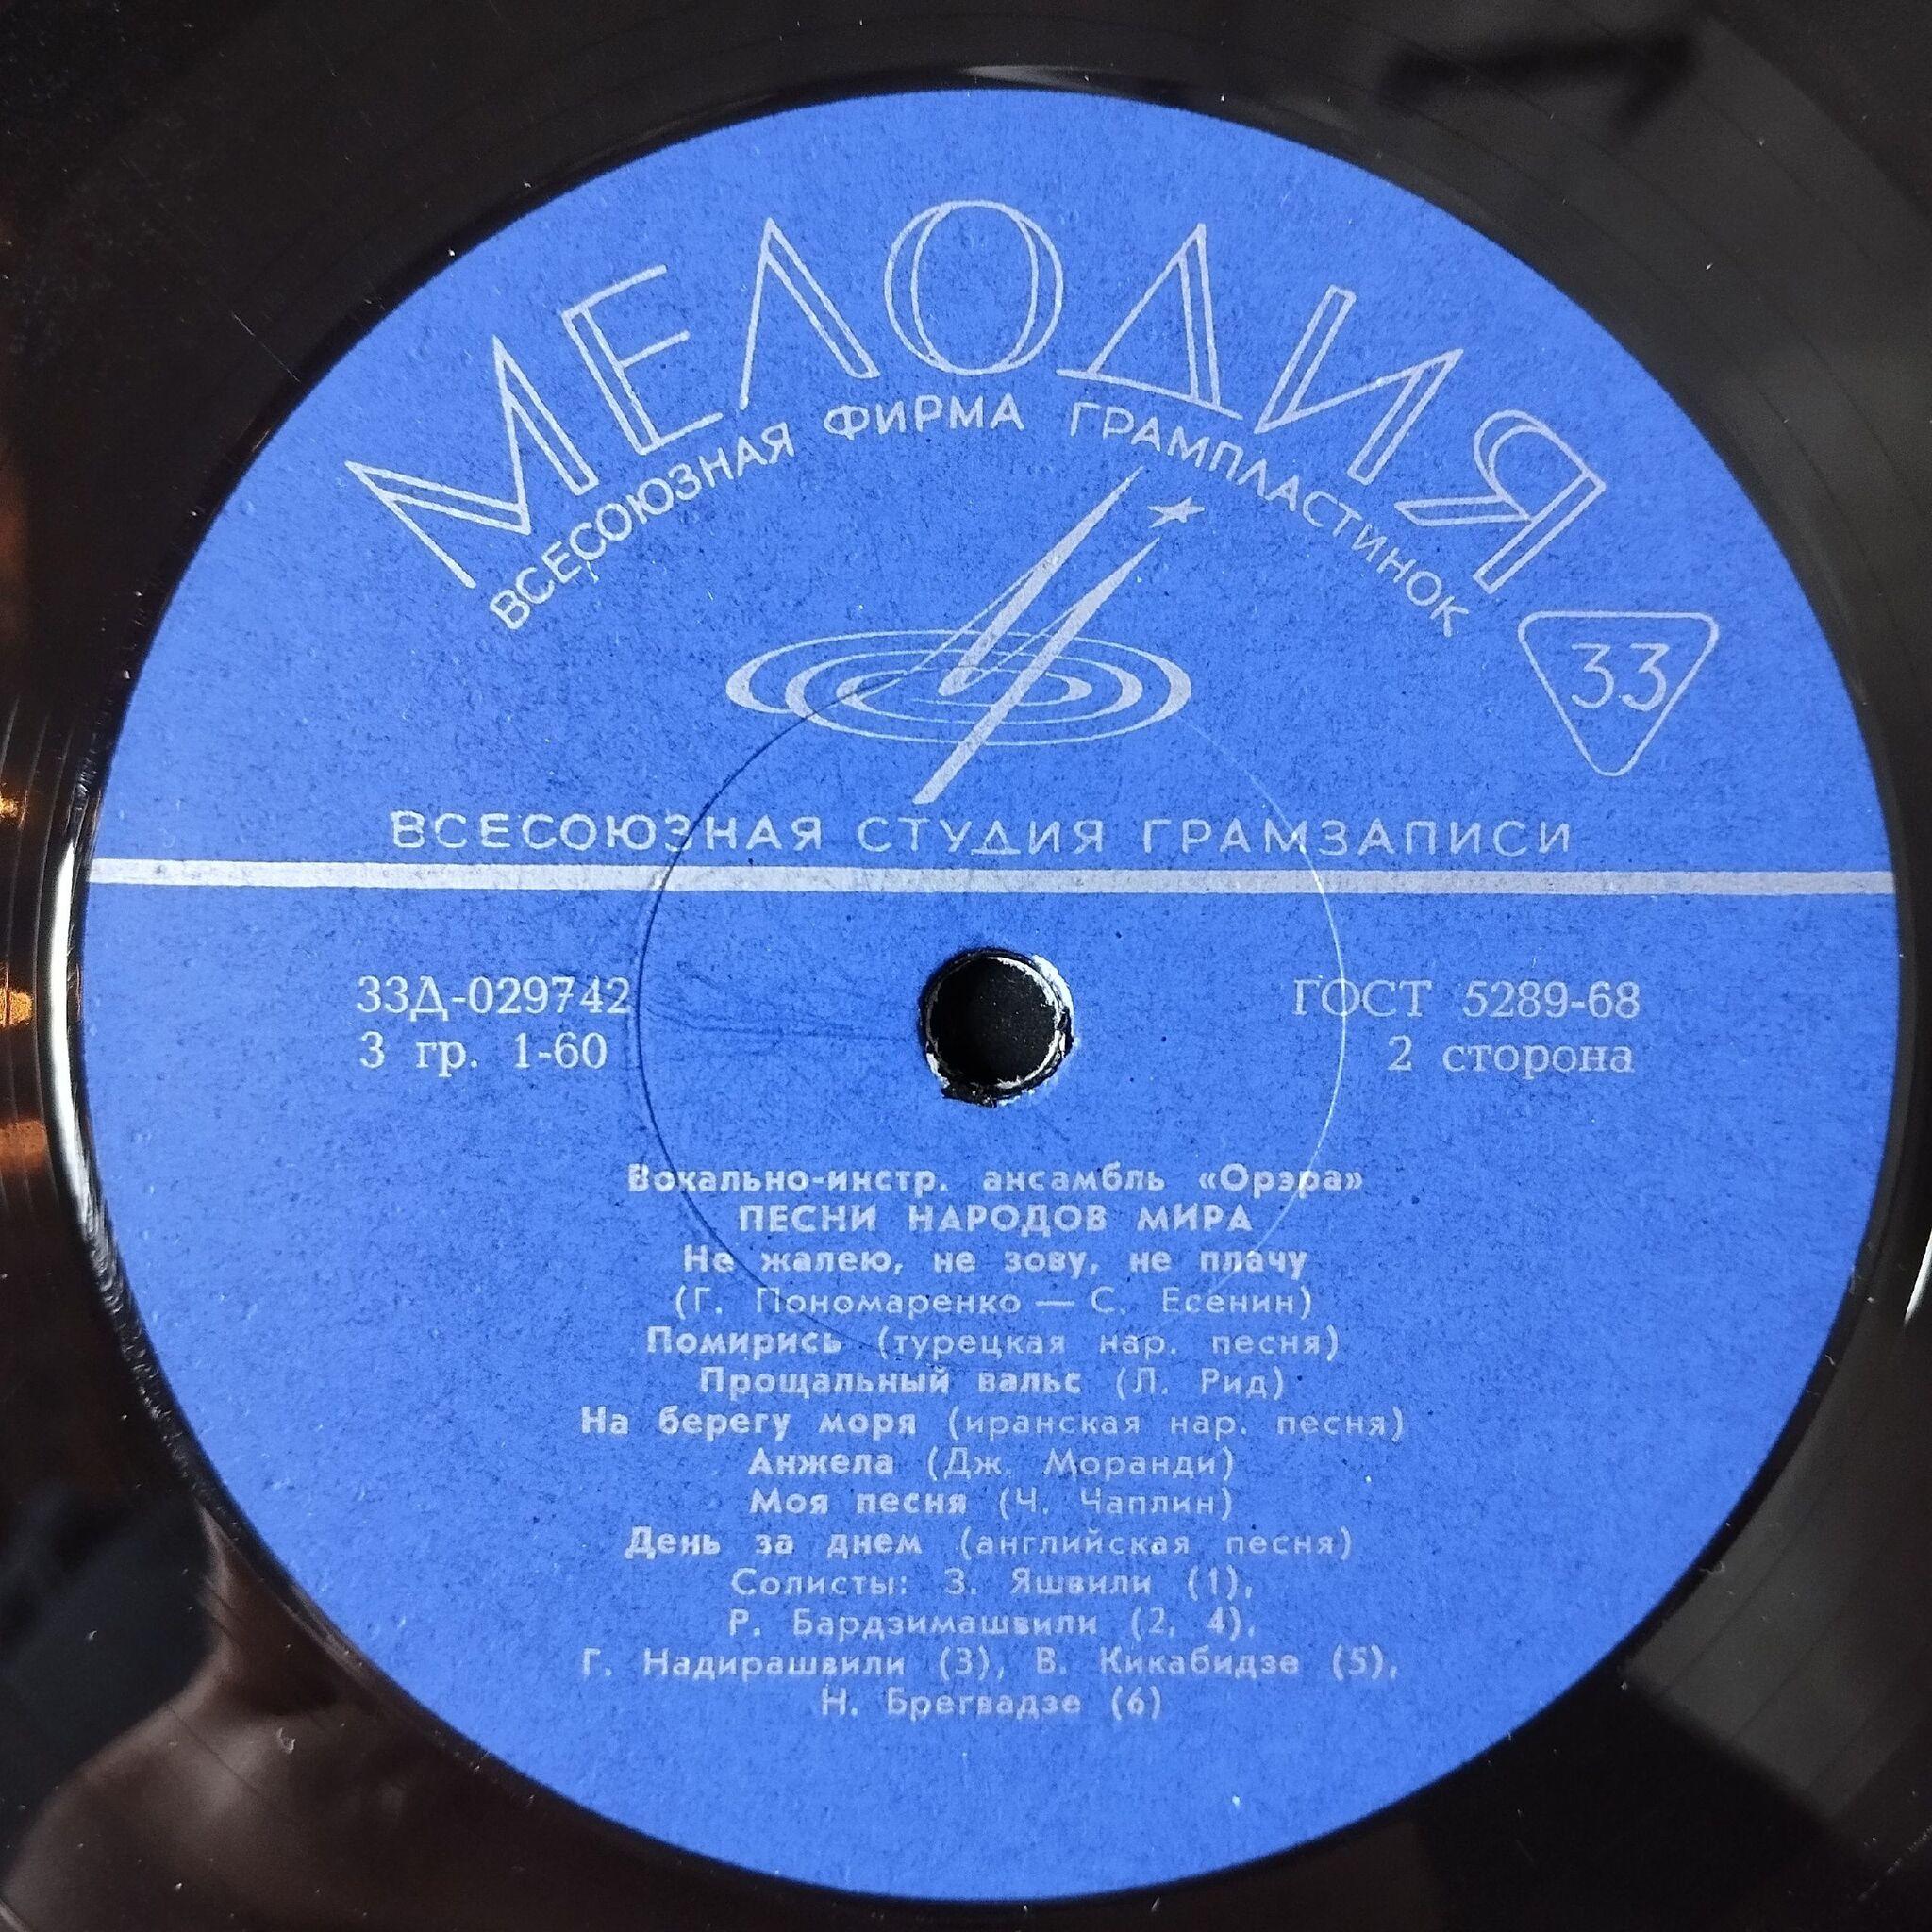 МЕЛОДИЯ
ВСЕСОЮЗНАЯ ФИРМА ГРАМПЛАСТИНОК
33
ВСЕСОЮЗНАЯ СТУДИЯ ГРАМЗАПИСИ
33Д-029742
3 гр. 1-60
ГОСТ 5289-68
2 сторона
Вокально-инстр. ансамбль «Орэра»
ПЕСНИ НАРОДОВ МИРА
Не жалею, не зову, не плачу
(Г. Пономаренко — С. Есенин)
Помирись (турецкая нар. песня)
Прощальный вальс (Л. Рид)
На берегу моря (иранская нар. песня)
Анжела (Дж. Моранди)
Моя песня (Ч. Чаплин)
День за днем (английская песня)
Солисты: З. Яшвили (1),
Р. Бардзимашвили (2, 4),
Г. Надирашвили (3), В. Кикабидзе (5),
Н. Брегвадзе (6)